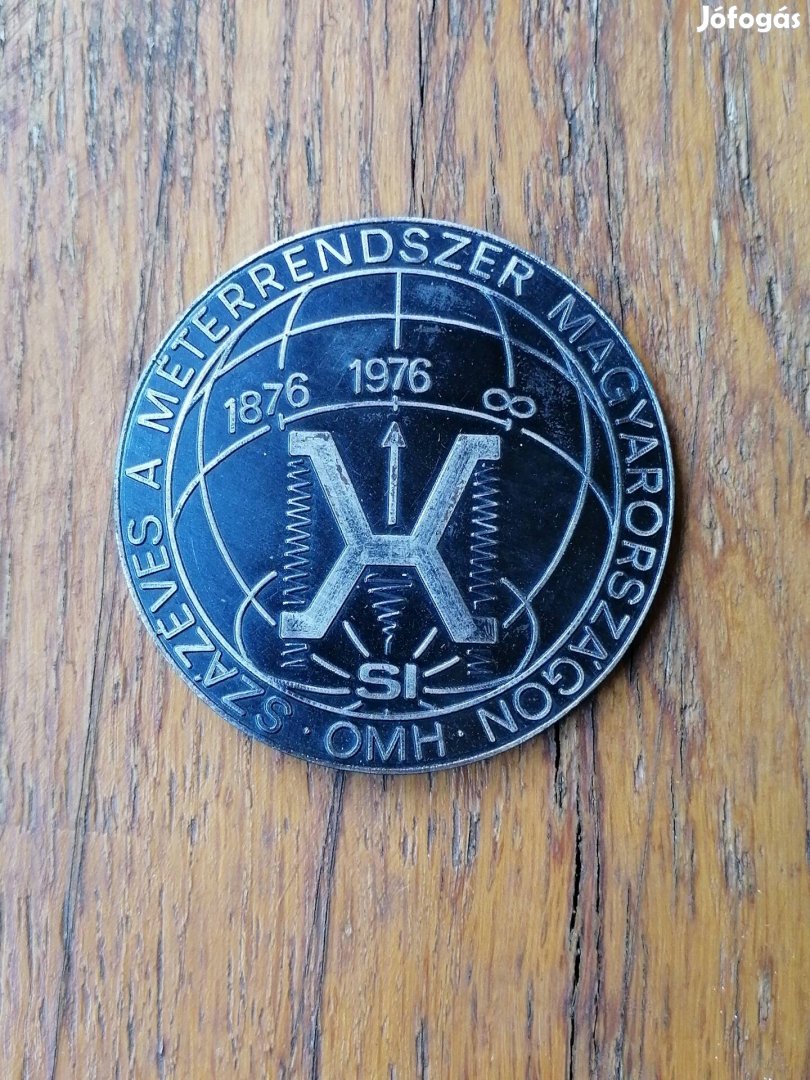 Jófogás
SZÁZÉVES A MÉTERRENDSZER MAGYARORSZÁGON · OMH ·
1876 1976 ∞
SI